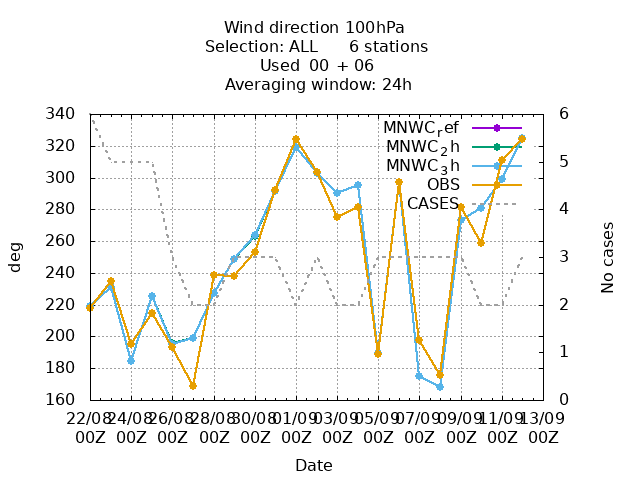 Wind direction 100hPa
Selection: ALL 6 stations
Used 00 + 06
Averaging window: 24h
340 6
MNWCref
320 MNWC2h 5
MNWC3h
300 OBS
280 CASES 4
260
240 3
220 2
200
180 1
160 0
deg
No cases
22/08 24/08 26/08 28/08 30/08 01/09 03/09 05/09 07/09 09/09 11/09 13/09
00Z 00Z 00Z 00Z 00Z 00Z 00Z 00Z 00Z 00Z 00Z 00Z
Date